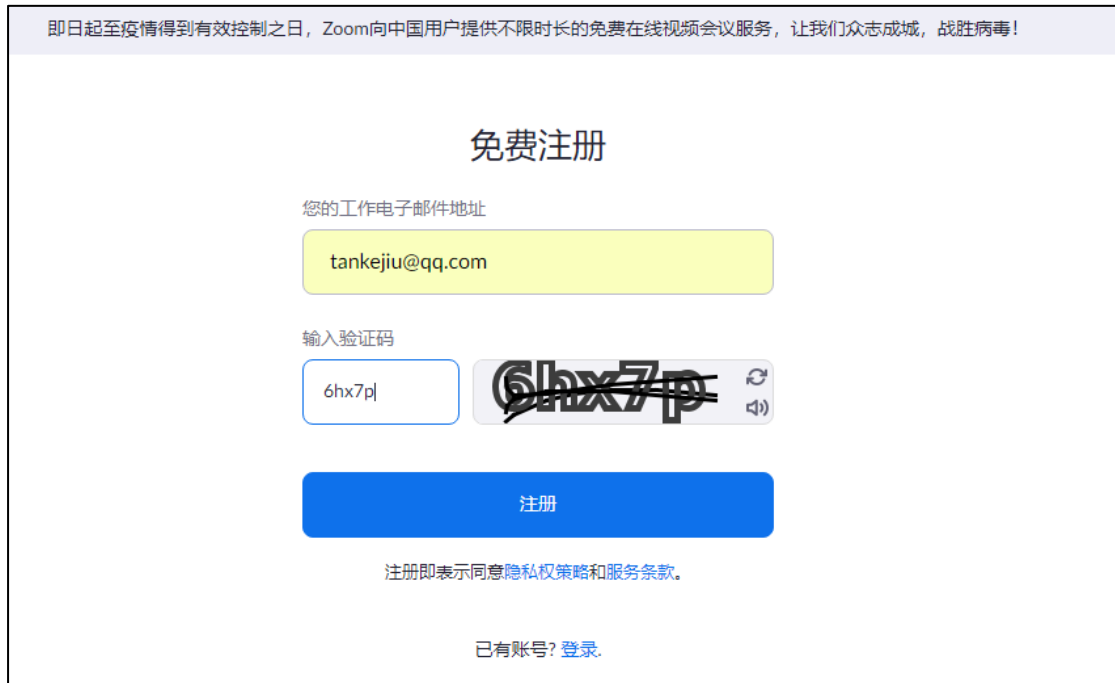 即日起至疫情得到有效控制之日，Zoom向中国用户提供不限时长的免费在线视频会议服务，让我们众志成城，战胜病毒！
免费注册
您的工作电子邮件地址
tankejiu@qq.com
输入验证码
6hx7p 6hx7p
注册
注册即表示同意隐私权策略和服务条款。
已有账号? 登录.